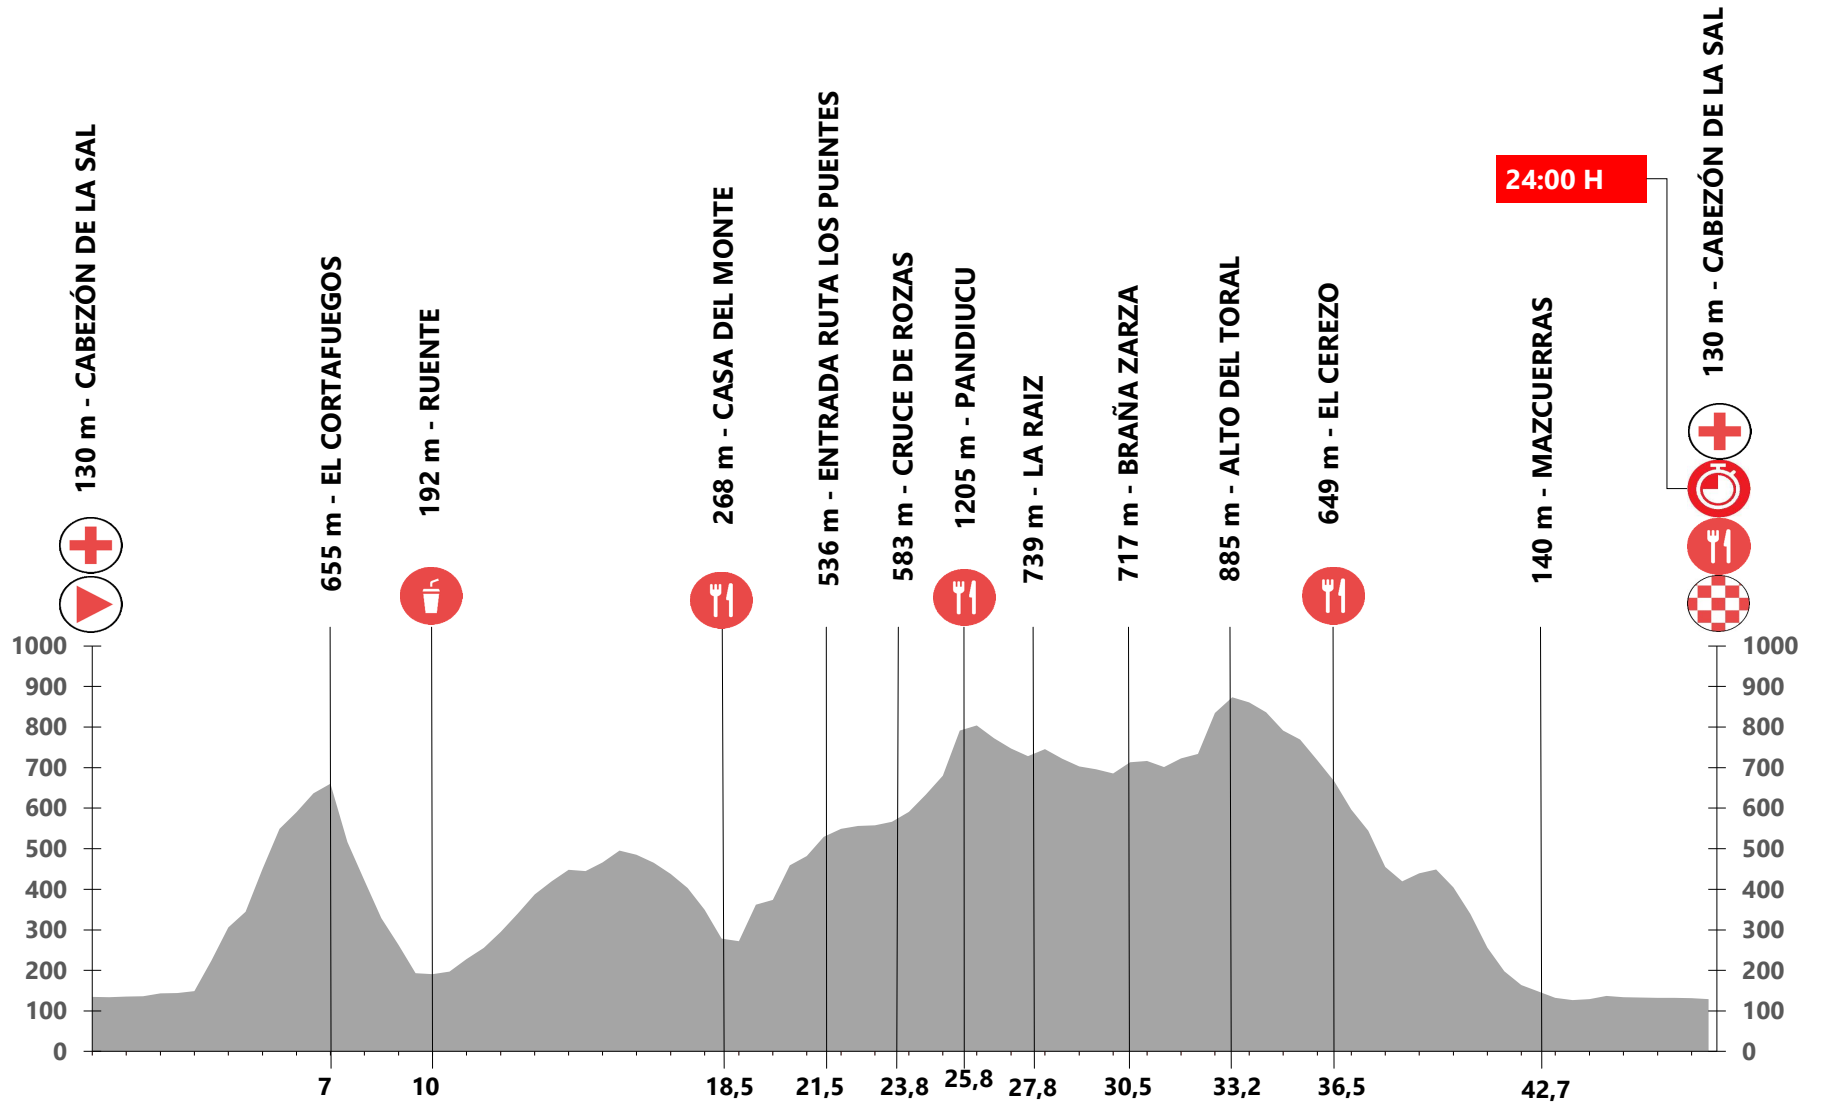 130 m - CABEZÓN DE LA SAL
655 m - EL CORTAFUEGOS
192 m - RUENTE
268 m - CASA DEL MONTE
536 m - ENTRADA RUTA LOS PUENTES
583 m - CRUCE DE ROZAS
1205 m - PANDIUCU
739 m - LA RAIZ
717 m - BRAÑA ZARZA
885 m - ALTO DEL TORAL
649 m - EL CEREZO
140 m - MAZCUERRAS
130 m - CABEZÓN DE LA SAL
24:00 H
1000
900
800
700
600
500
400
300
200
100
0
1000
900
800
700
600
500
400
300
200
100
0
7
10
18,5
21,5
23,8
25,8
27,8
30,5
33,2
36,5
42,7